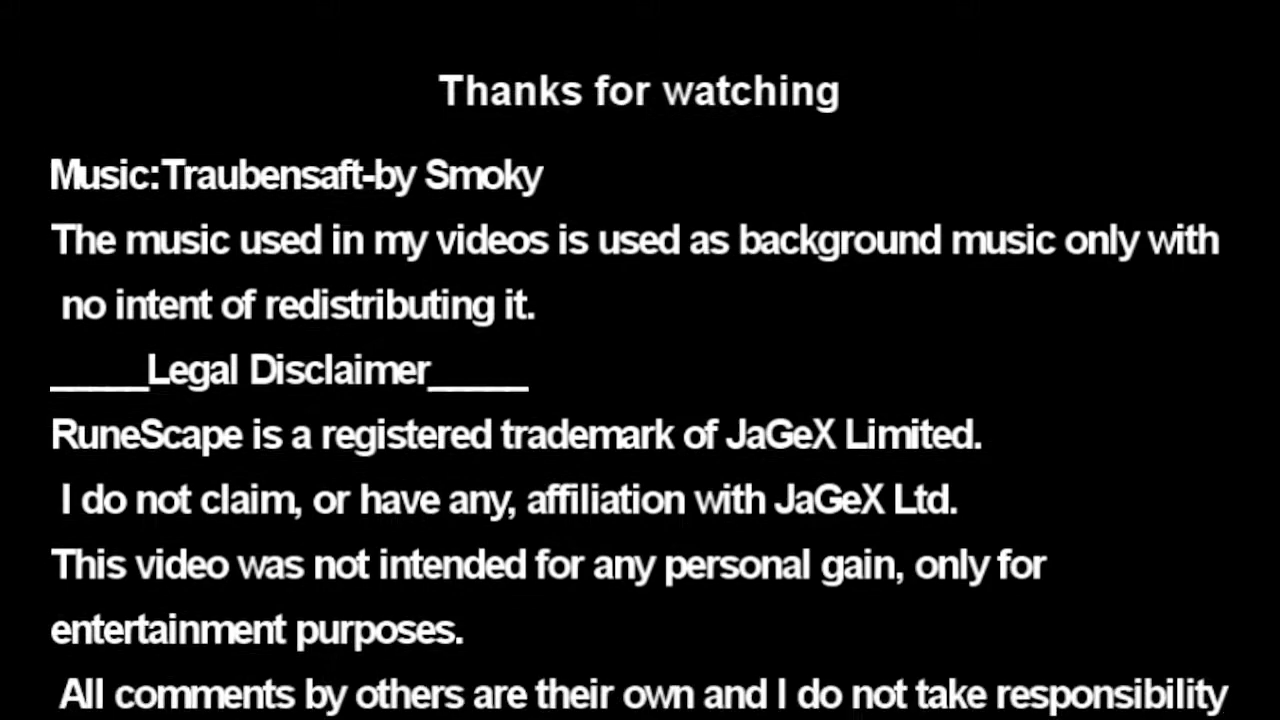 Thanks for watching
Music:Traubensaft-by Smoky
The music used in my videos is used as background music only with
no intent of redistributing it.
_____Legal Disclaimer_____
RuneScape is a registered trademark of JaGeX Limited.
I do not claim, or have any, affiliation with JaGeX Ltd.
This video was not intended for any personal gain, only for
entertainment purposes.
All comments by others are their own and I do not take responsibility